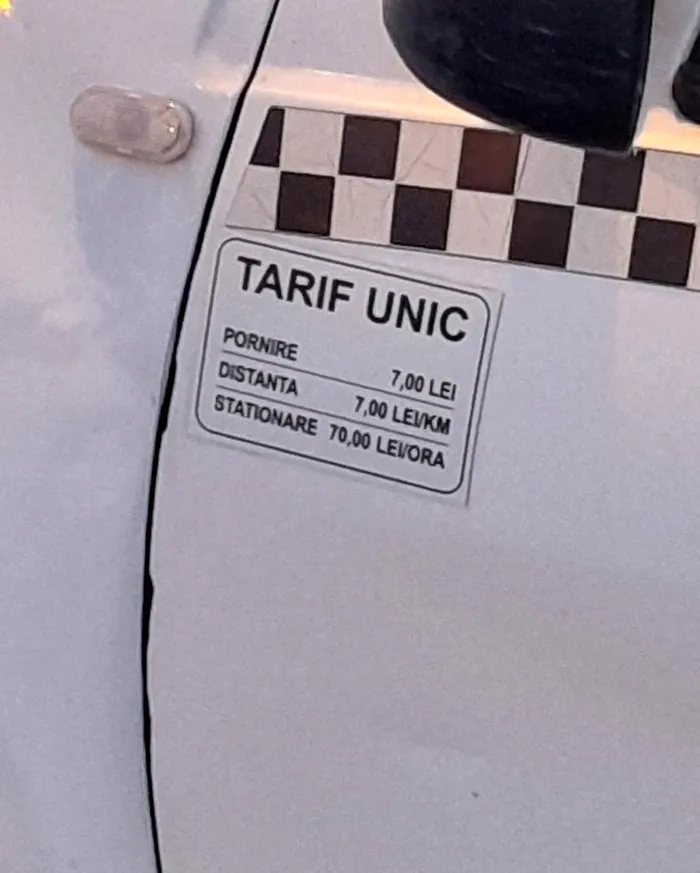 TARIF UNIC
PORNIRE 7,00 LEI
DISTANTA 7,00 LEI/KM
STATIONARE 70,00 LEI/ORA